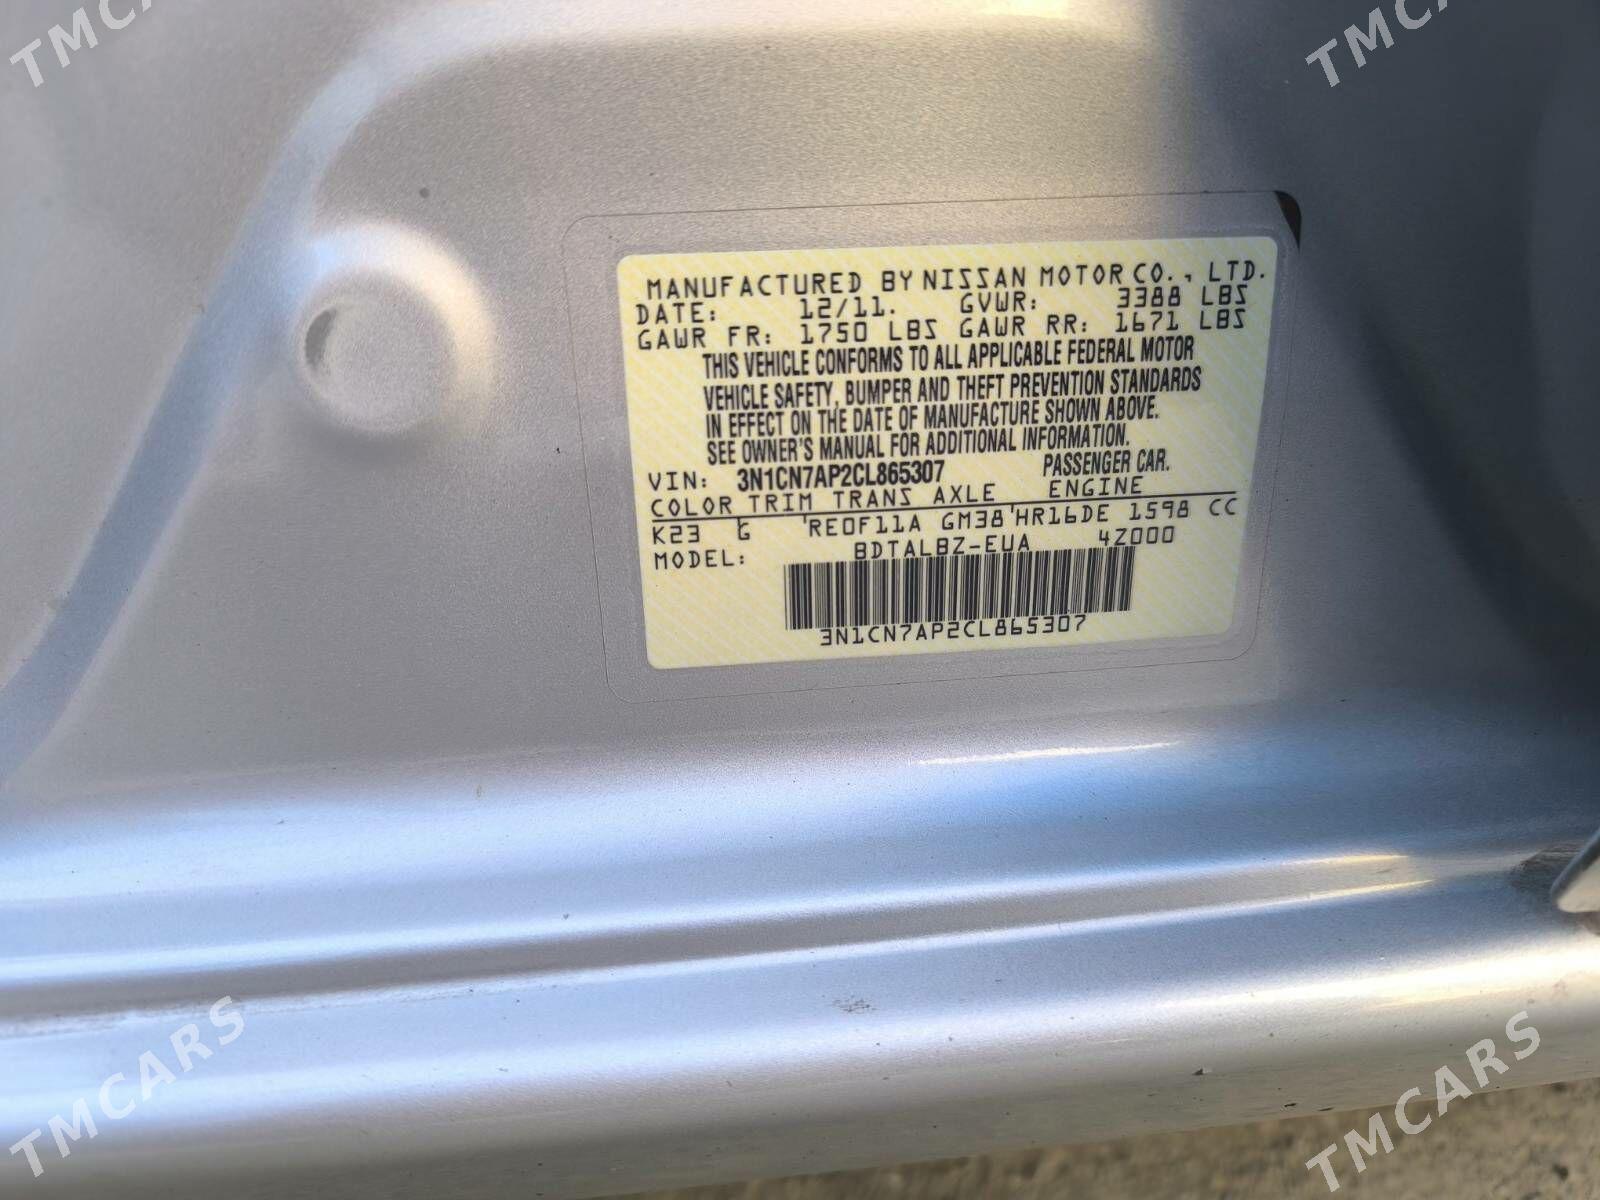 TMCARS
TMCARS
MANUFACTURED BY NISSAN MOTOR CO., LTD.
DATE: 12/11. GVWR: 3388 LBS
GAWR FR: 1750 LBS GAWR RR: 1671 LBS
THIS VEHICLE CONFORMS TO ALL APPLICABLE FEDERAL MOTOR
VEHICLE SAFETY, BUMPER AND THEFT PREVENTION STANDARDS
IN EFFECT ON THE DATE OF MANUFACTURE SHOWN ABOVE.
SEE OWNER'S MANUAL FOR ADDITIONAL INFORMATION.
VIN: 3N1CN7AP2CL865307 PASSENGER CAR.
COLOR TRIM TRANS AXLE ENGINE
K23 G 'RE0F11A GM38'HR16DE 1598 CC
MODEL: BDTALBZ-EUA 4Z000
3N1CN7AP2CL865307
TMCARS
TMCARS